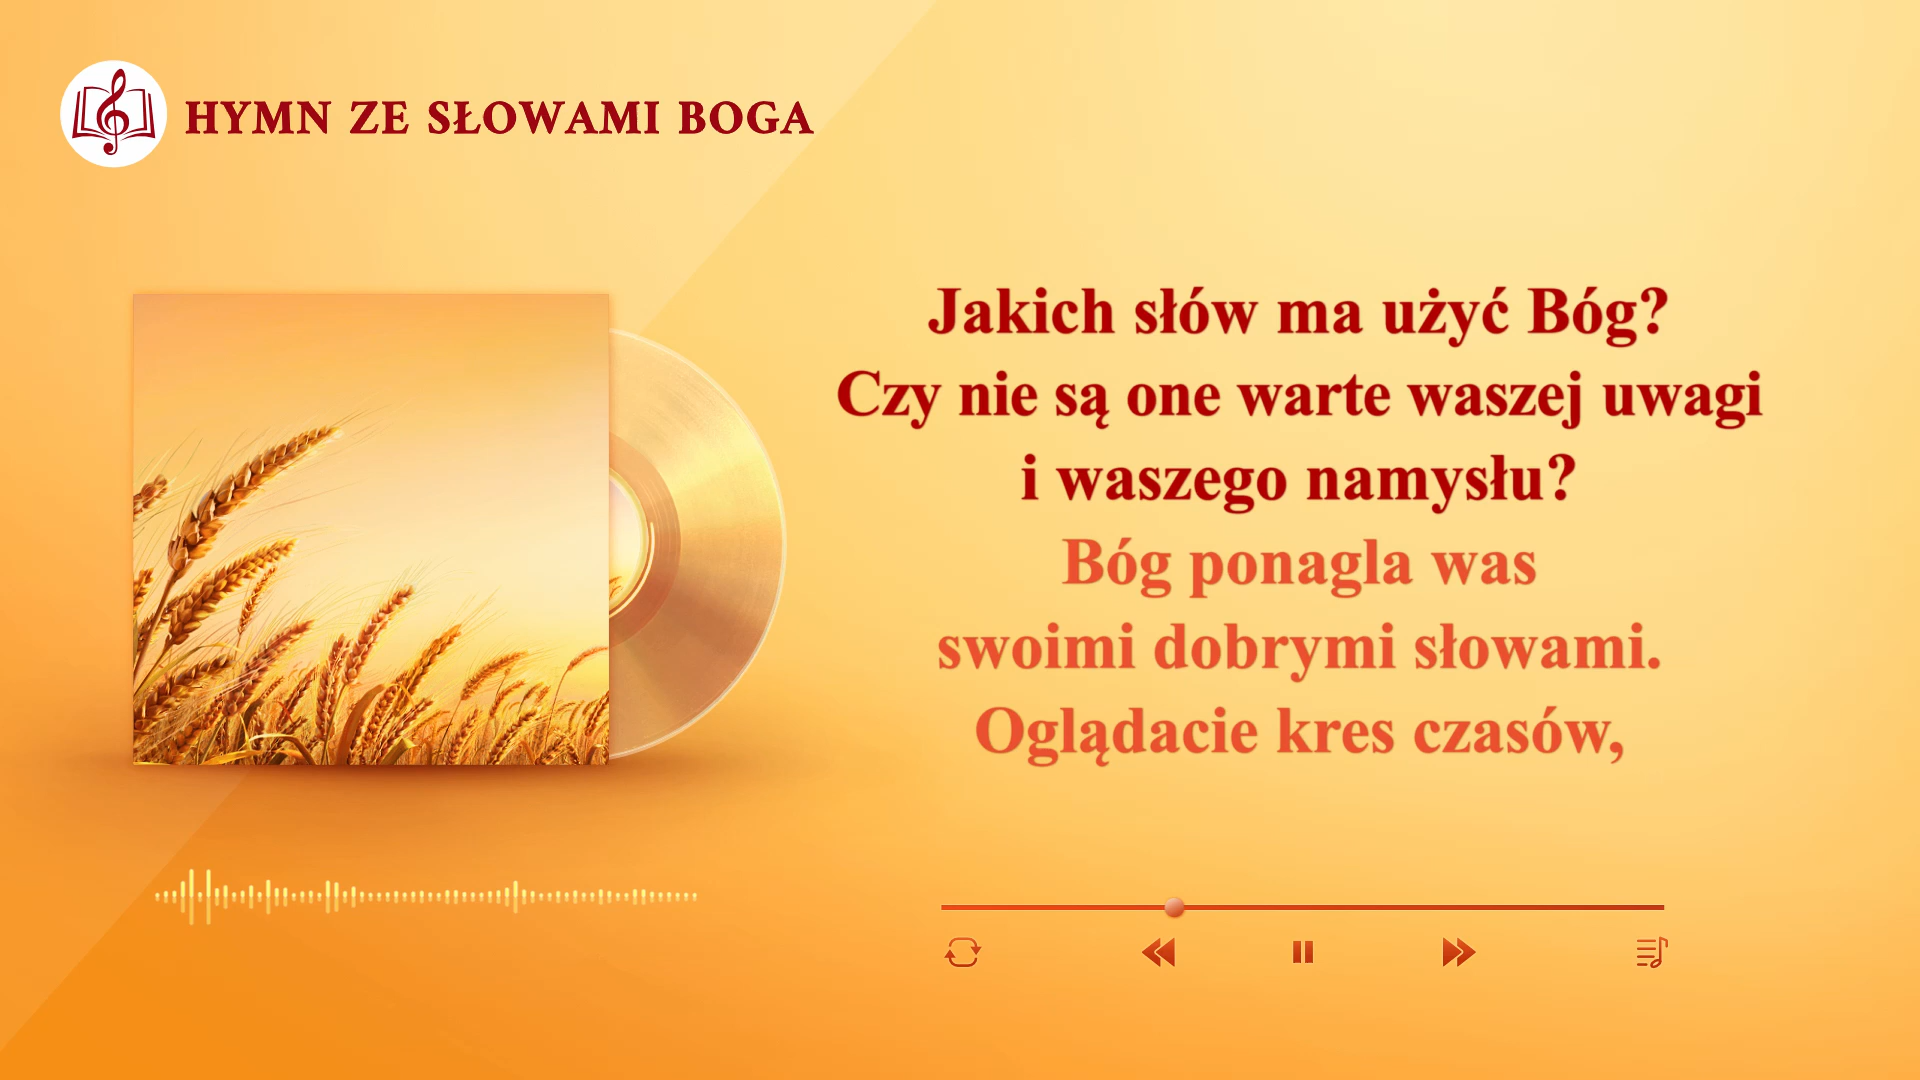 HYMN ZE SŁOWAMI BOGA
Jakich słów ma użyć Bóg?
Czy nie są one warte waszej uwagi
i waszego namysłu?
Bóg ponagla was
swoimi dobrymi słowami.
Oglądacie kres czasów,